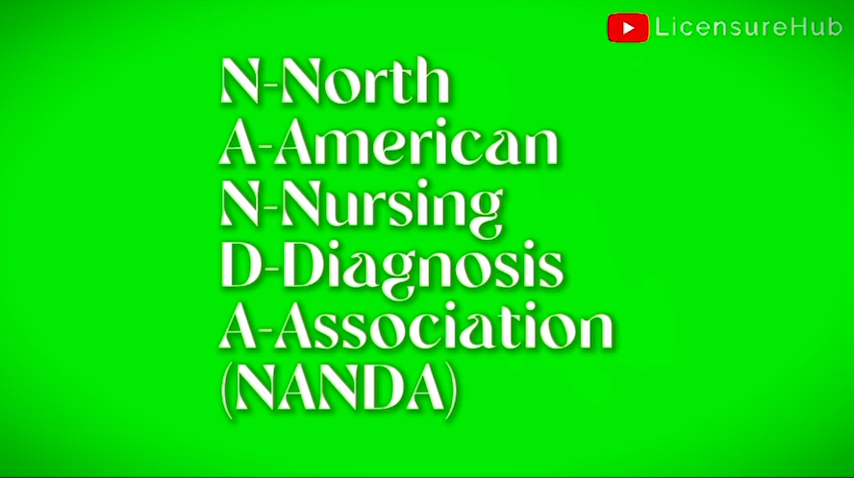 LicensureHub
N-North
A-American
N-Nursing
D-Diagnosis
A-Association
(NANDA)